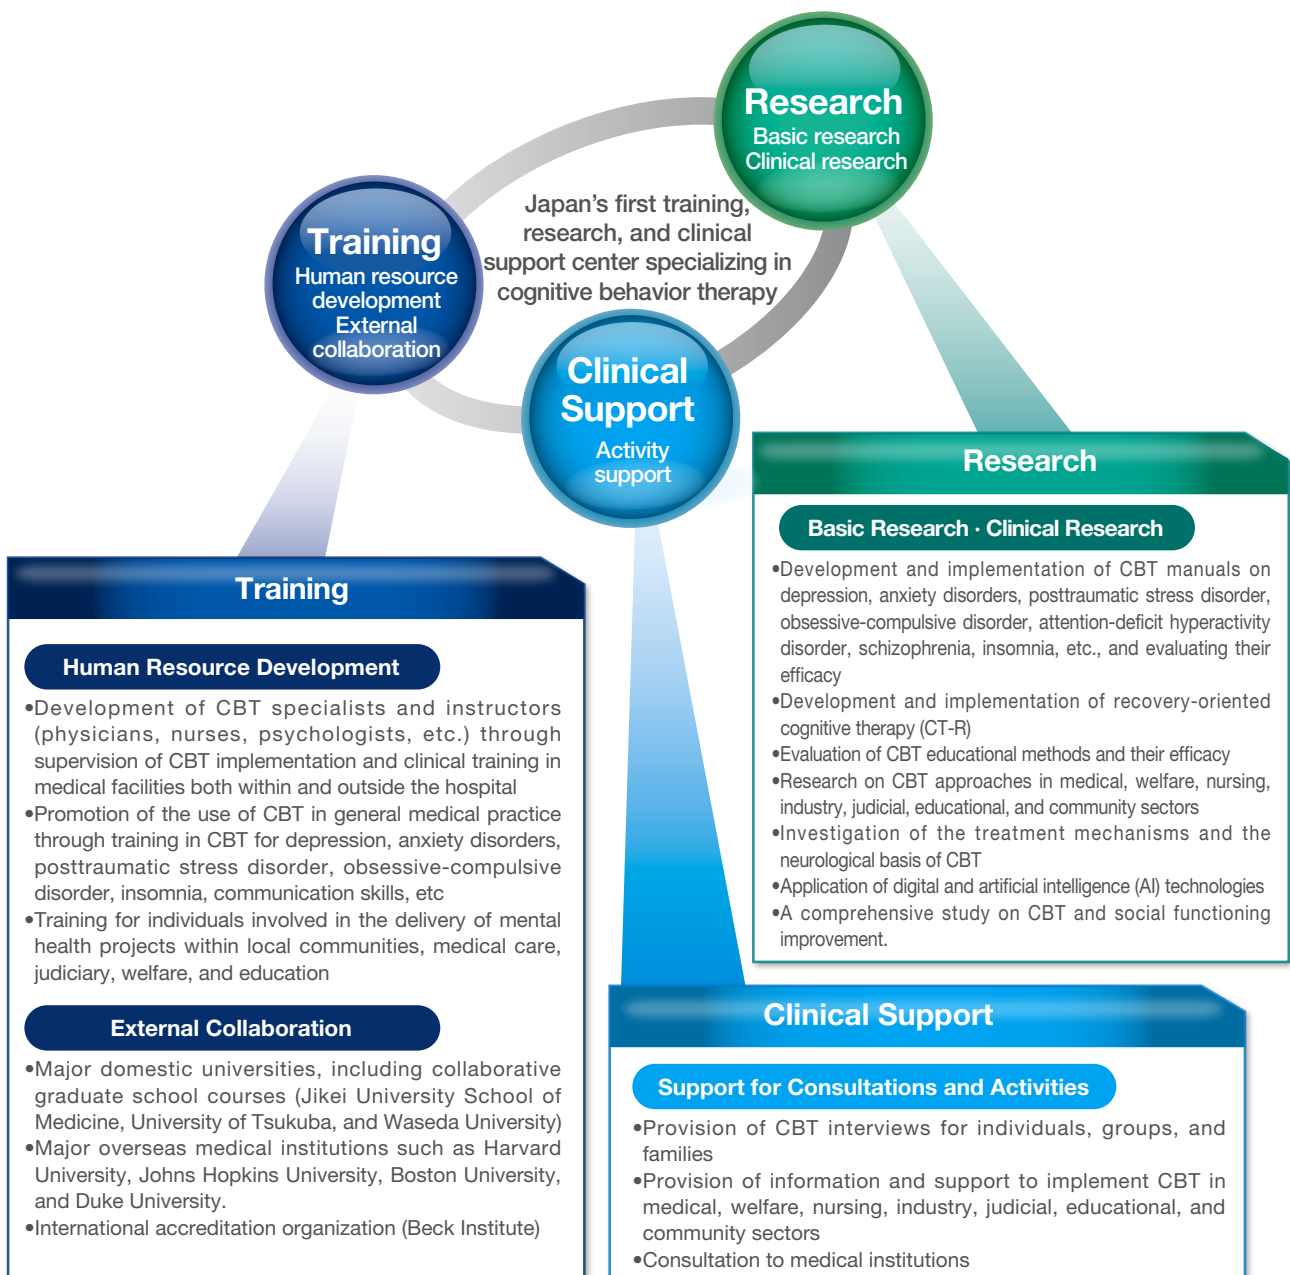 Research
Basic research
Clinical research
Training
Human resource
development
External
collaboration
Japan’s first training,
research, and clinical
support center specializing in
cognitive behavior therapy
Clinical
Support
Activity
support
Training
Human Resource Development
•Development of CBT specialists and instructors
(physicians, nurses, psychologists, etc.) through
supervision of CBT implementation and clinical training in
medical facilities both within and outside the hospital
•Promotion of the use of CBT in general medical practice
through training in CBT for depression, anxiety disorders,
posttraumatic stress disorder, obsessive-compulsive
disorder, insomnia, communication skills, etc
•Training for individuals involved in the delivery of mental
health projects within local communities, medical care,
judiciary, welfare, and education
External Collaboration
•Major domestic universities, including collaborative
graduate school courses (Jikei University School of
Medicine, University of Tsukuba, and Waseda University)
•Major overseas medical institutions such as Harvard
University, Johns Hopkins University, Boston University,
and Duke University.
•International accreditation organization (Beck Institute)
Research
Basic Research · Clinical Research
•Development and implementation of CBT manuals on
depression, anxiety disorders, posttraumatic stress disorder,
obsessive-compulsive disorder, attention-deficit hyperactivity
disorder, schizophrenia, insomnia, etc., and evaluating their
efficacy
•Development and implementation of recovery-oriented
cognitive therapy (CT-R)
•Evaluation of CBT educational methods and their efficacy
•Research on CBT approaches in medical, welfare, nursing,
industry, judicial, educational, and community sectors
•Investigation of the treatment mechanisms and the
neurological basis of CBT
•Application of digital and artificial intelligence (AI) technologies
•A comprehensive study on CBT and social functioning
improvement.
Clinical Support
Support for Consultations and Activities
•Provision of CBT interviews for individuals, groups, and
families
•Provision of information and support to implement CBT in
medical, welfare, nursing, industry, judicial, educational, and
community sectors
•Consultation to medical institutions